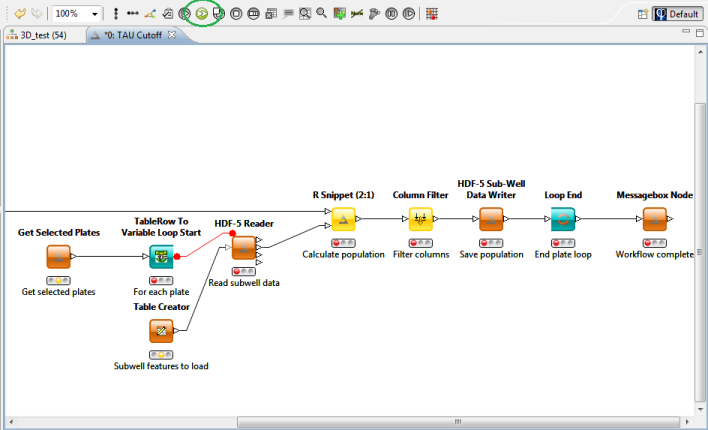 100%
Default
3D_test (54)
*0: TAU Cutoff
HDF-5 Sub-Well
Data Writer
R Snippet (2:1)
Column Filter
Loop End
Messagebox Node
TableRow To
Variable Loop Start
HDF-5 Reader
Get Selected Plates
Calculate population
Filter columns
Save population
End plate loop
Workflow complete
Get selected plates
For each plate
Read subwell data
Table Creator
Subwell features to load